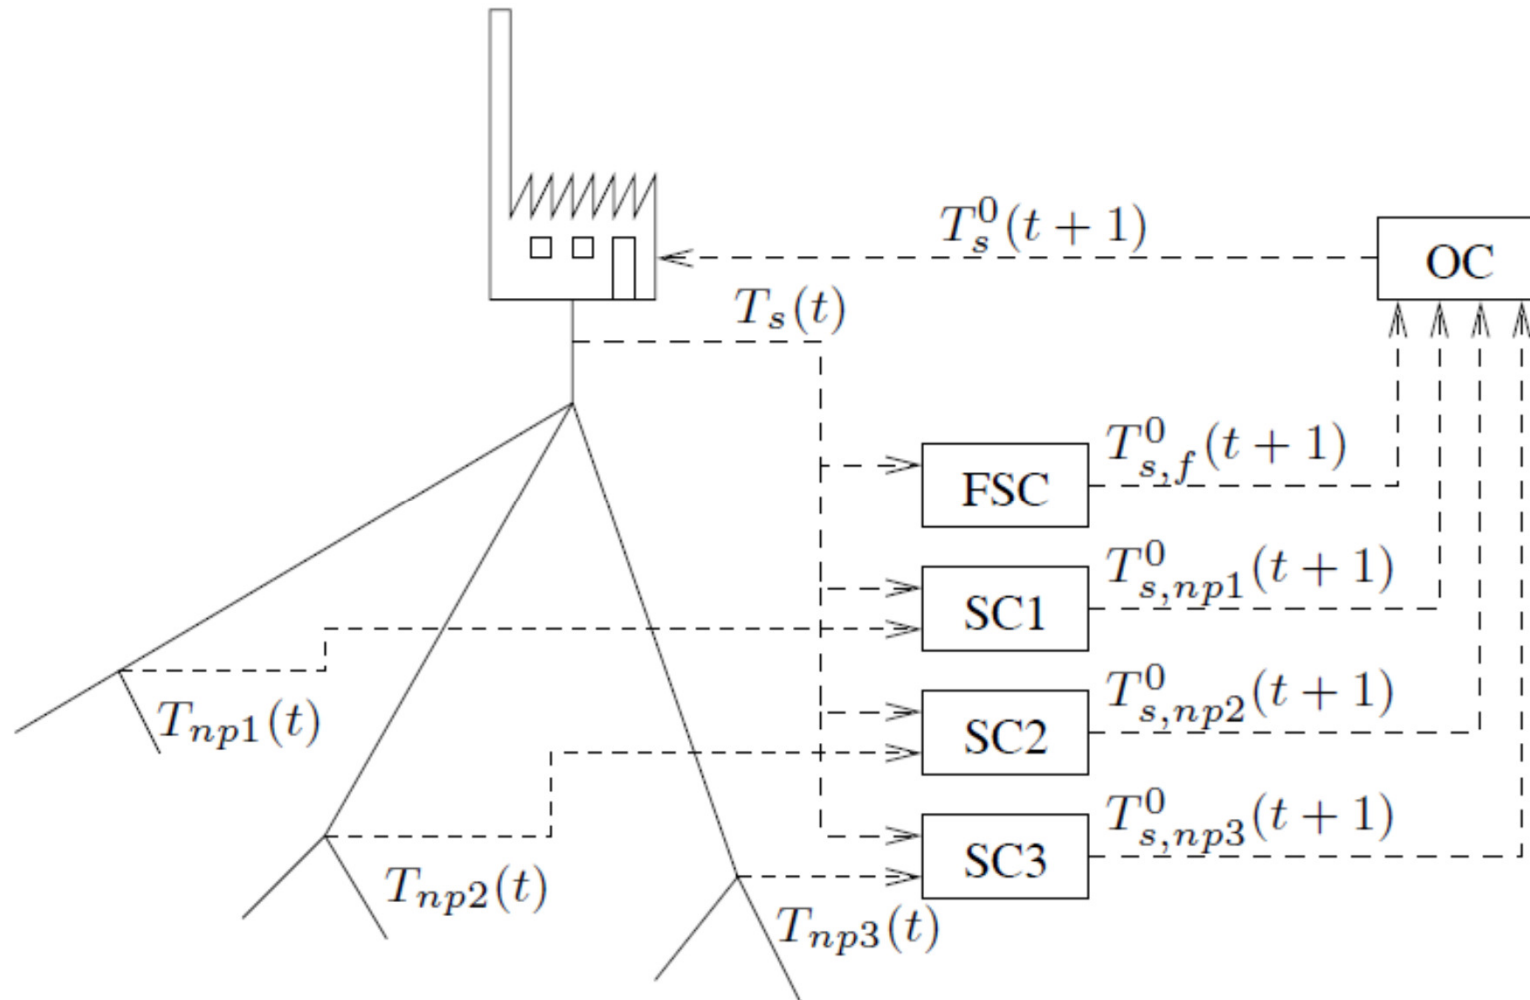 T_s^0(t + 1)
OC
T_s(t)
T_{s,f}^0(t + 1)
FSC
T_{s,np1}^0(t + 1)
SC1
T_{np1}(t)
T_{s,np2}^0(t + 1)
SC2
T_{np2}(t)
T_{s,np3}^0(t + 1)
SC3
T_{np3}(t)